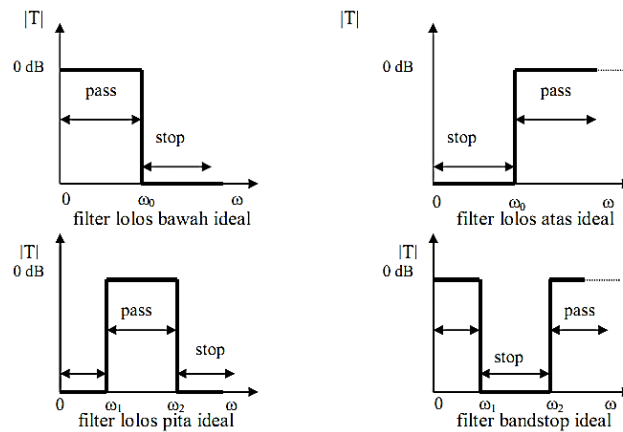 |T|
0 dB
pass
stop
0 ω₀ ω
filter lolos bawah ideal
|T|
0 dB
pass
stop
0 ω₀ ω
filter lolos atas ideal
|T|
0 dB
pass
stop
0 ω₁ ω₂ ω
filter lolos pita ideal
|T|
0 dB
pass
stop
0 ω₁ ω₂ ω
filter bandstop ideal